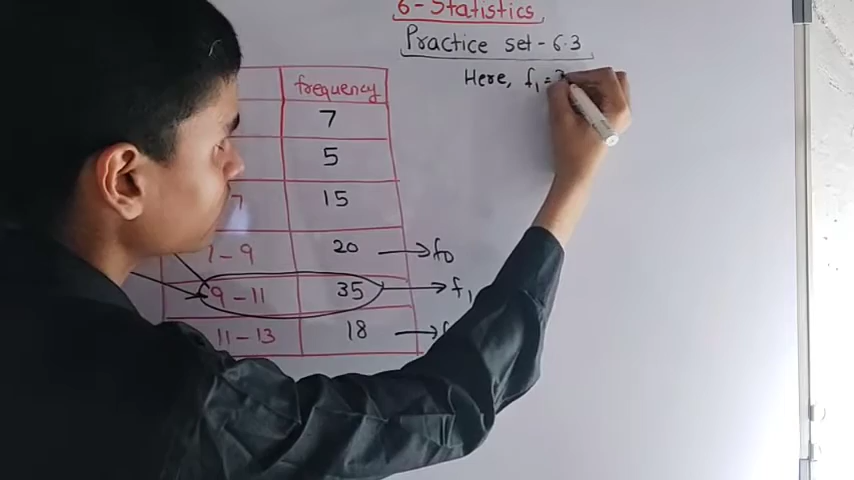 6-Statistics
Practice set-6.3
Here, f₁ =
frequency
7
5
7 15
7-9 20 → f₀
9-11 35 → f₁
11-13 18 →